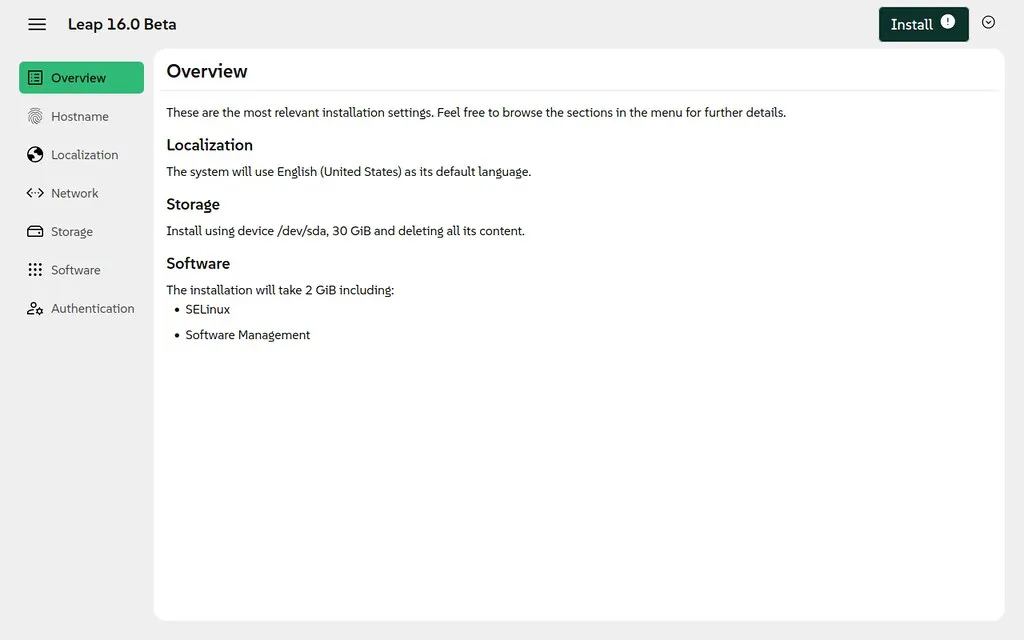 Leap 16.0 Beta
Install
Overview
Hostname
Localization
Network
Storage
Software
Authentication
Overview
These are the most relevant installation settings. Feel free to browse the sections in the menu for further details.
Localization
The system will use English (United States) as its default language.
Storage
Install using device /dev/sda, 30 GiB and deleting all its content.
Software
The installation will take 2 GiB including:
• SELinux
• Software Management